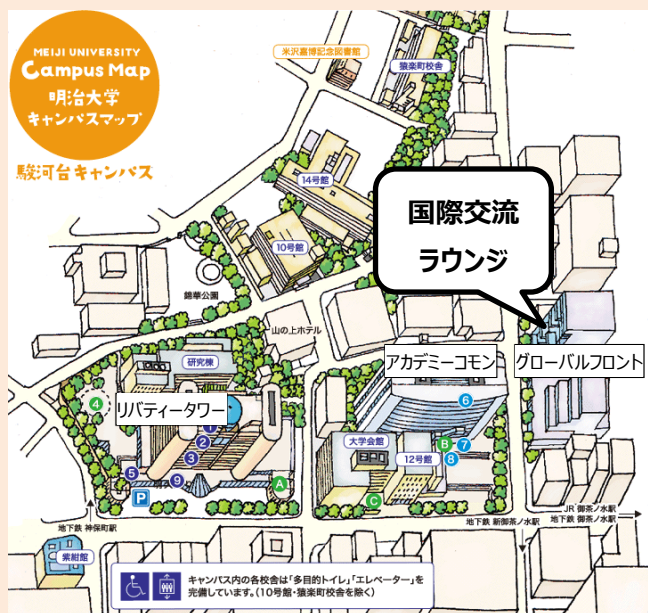 MEIJI UNIVERSITY
Campus Map
明治大学
キャンパスマップ
駿河台キャンパス
米沢嘉博記念図書館
猿楽町校舎
14号館
国際交流
ラウンジ
10号館
錦華公園
山の上ホテル
研究棟
アカデミーコモン
グローバルフロント
4
リバティータワー
6
1
2
大学会館
B
7
3
12号館
8
5
9
A
P
C
JR 御茶ノ水駅
地下鉄 神保町駅
地下鉄 新御茶ノ水駅
地下鉄 御茶ノ水駅
紫紺館
キャンパス内の各校舎は「多目的トイレ」「エレベーター」を
完備しています。(10号館・猿楽町校舎を除く)